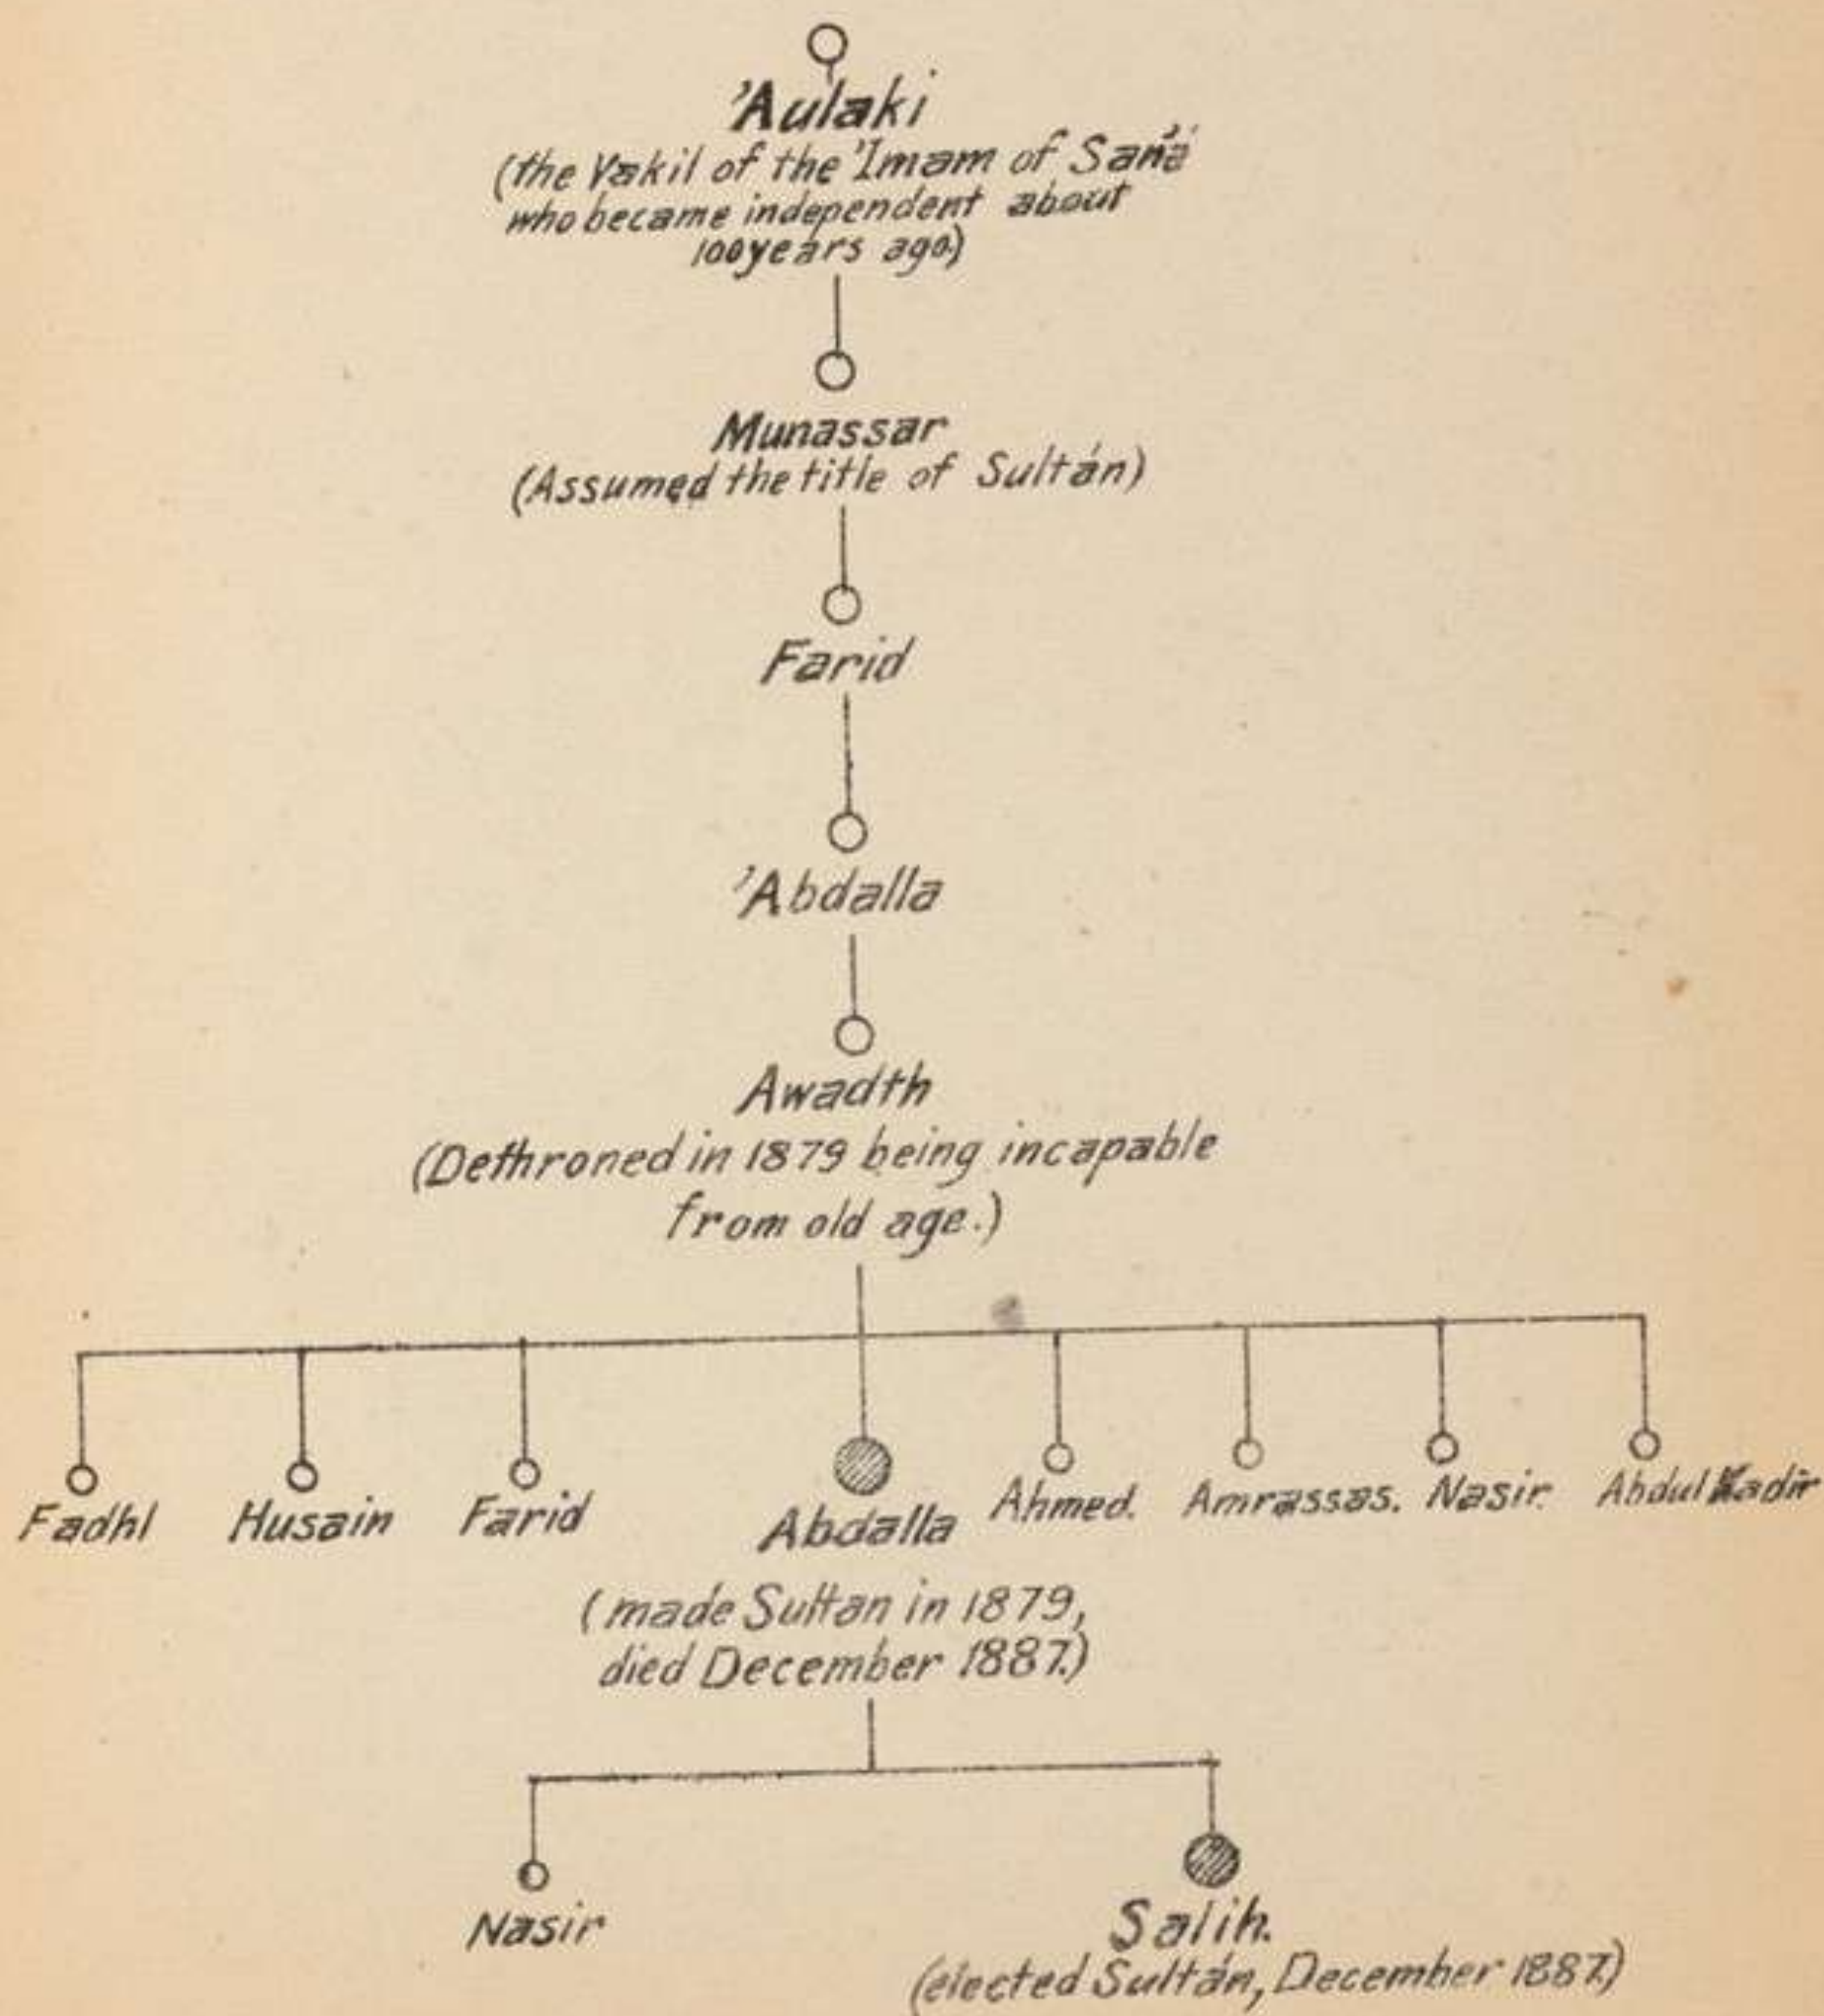 'Aulaki
(the Vakil of the 'Imam of Sañ'á
who became independent about
100 years ago)
Munassar
(Assumed the title of Sultán)
Farid
'Abdalla
Awadth
(Dethroned in 1879 being incapable
from old age.)
Fadhl Husain Farid Abdalla Ahmed. Amrassas. Nasir. Abdul Kadir
(made Sultan in 1879,
died December 1887.)
Nasir Salih.
(elected Sultán, December 1887.)